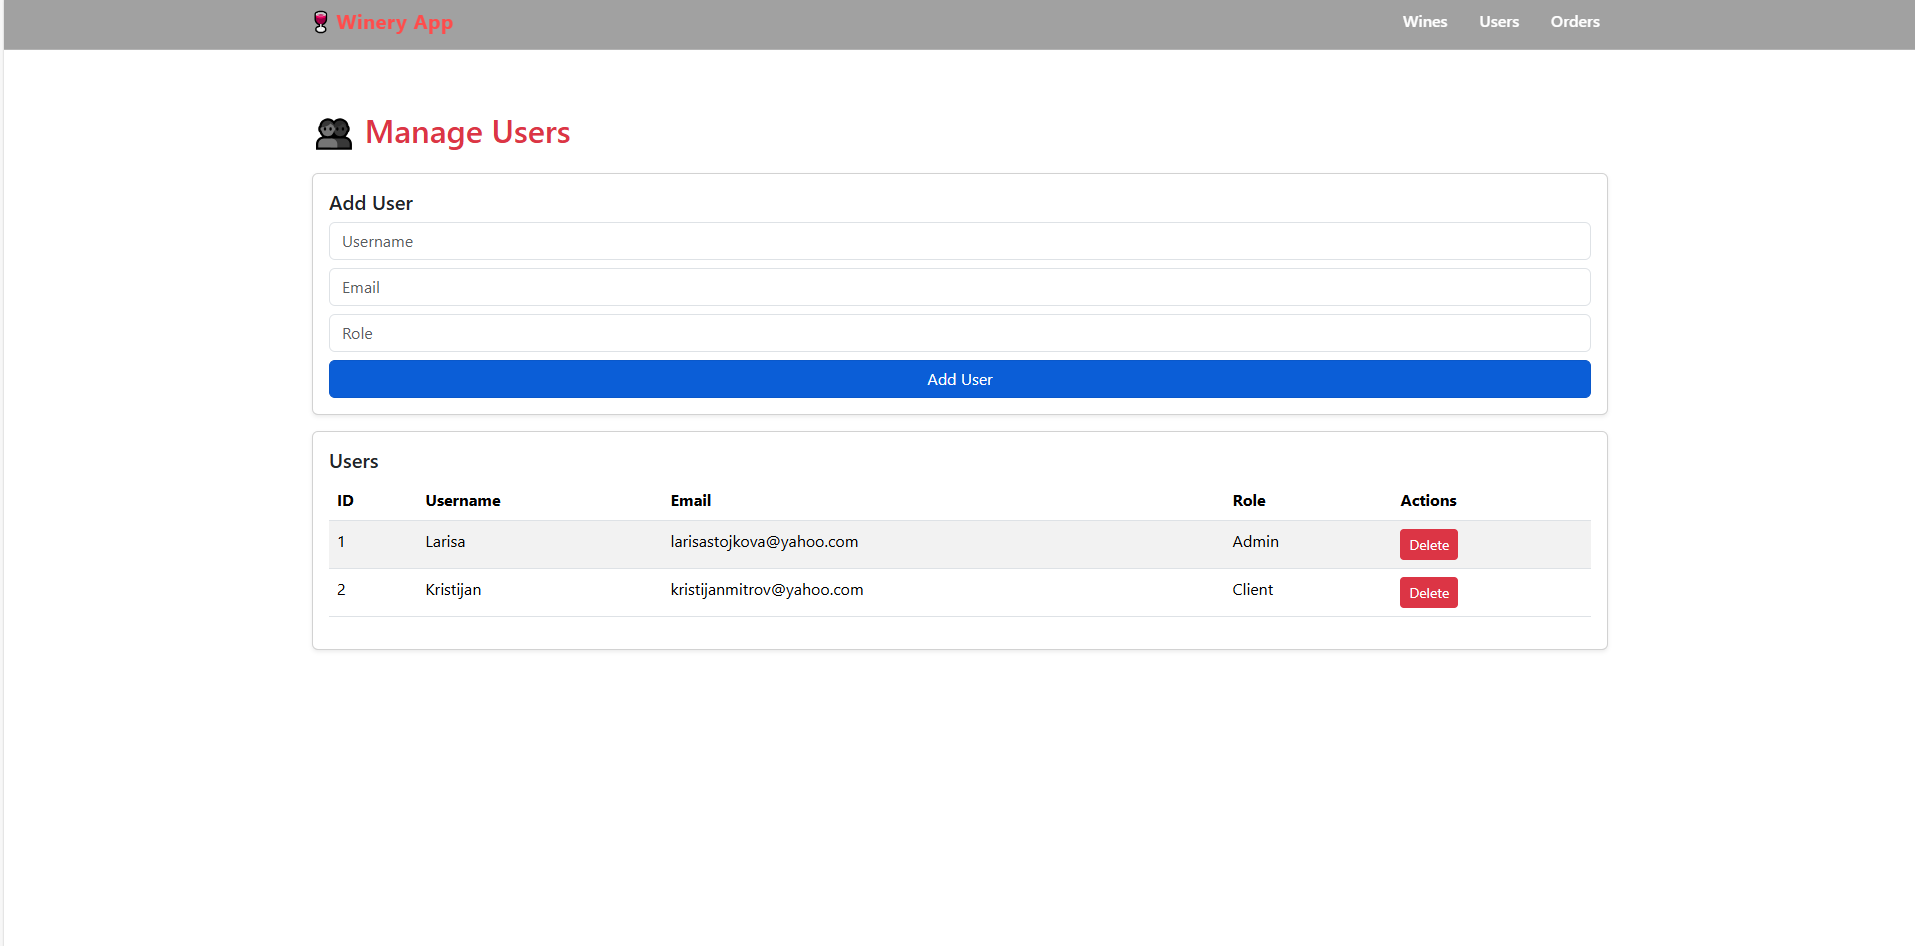 Winery App Wines Users Orders
Manage Users
Add User
Username
Email
Role
Add User
Users
ID Username Email Role Actions
1 Larisa larisastojkova@yahoo.com Admin Delete
2 Kristijan kristijanmitrov@yahoo.com Client Delete